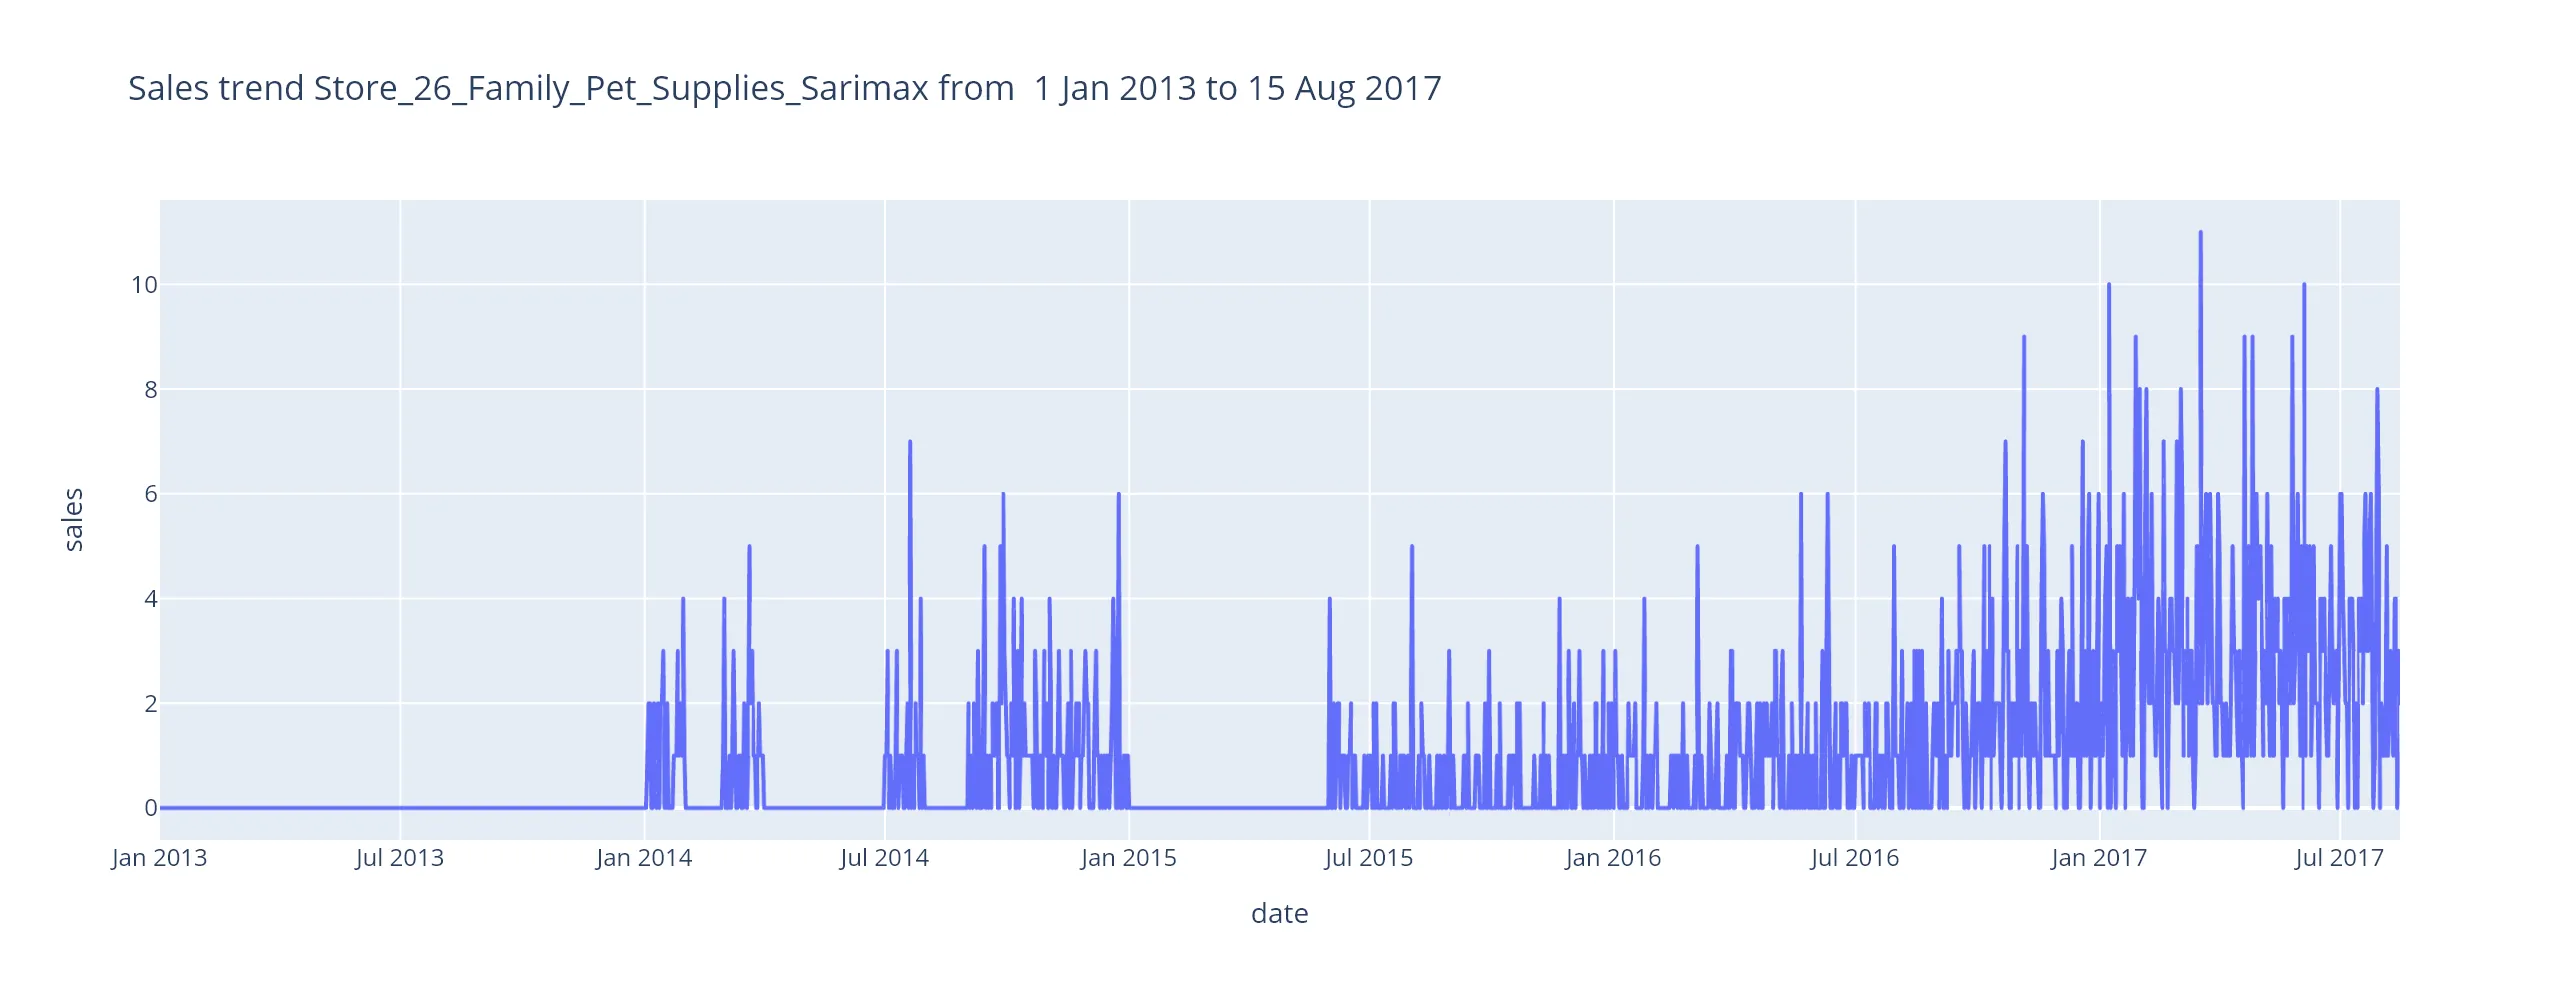 Sales trend Store_26_Family_Pet_Supplies_Sarimax from  1 Jan 2013 to 15 Aug 2017
10
8
6
4
2
0
sales
Jan 2013 Jul 2013 Jan 2014 Jul 2014 Jan 2015 Jul 2015 Jan 2016 Jul 2016 Jan 2017 Jul 2017
date